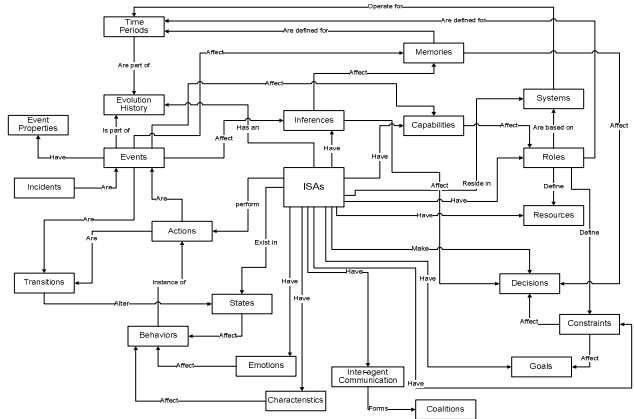 Operate for
Time
Periods
Are defined for
Are defined for
Memories
Affect
Are part of
Affect
Affect
Systems
Evolution
History
Event
Properties
Is part of
Has an
Affect
Inferences
Capabilities
Affect
Are based on
Affect
Have
Events
Have
Have
Roles
ISAs
Incidents
Are
Are
perform
Affect
Reside in
Have
Define
Have
Resources
Are
Are
Actions
Define
Exist in
Make
Transitions
Instance of
Have
Have
Have
Decisions
Alter
States
Behaviors
Affect
Affect
Constraints
Affect
Emotions
Inter-agent
Communication
Have
Goals
Affect
Affect
Characteristics
Forms
Coalitions